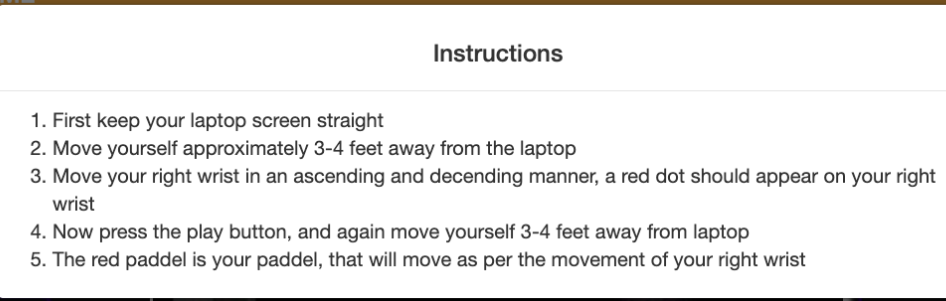 Instructions
1. First keep your laptop screen straight
2. Move yourself approximately 3-4 feet away from the laptop
3. Move your right wrist in an ascending and decending manner, a red dot should appear on your right
wrist
4. Now press the play button, and again move yourself 3-4 feet away from laptop
5. The red paddel is your paddel, that will move as per the movement of your right wrist